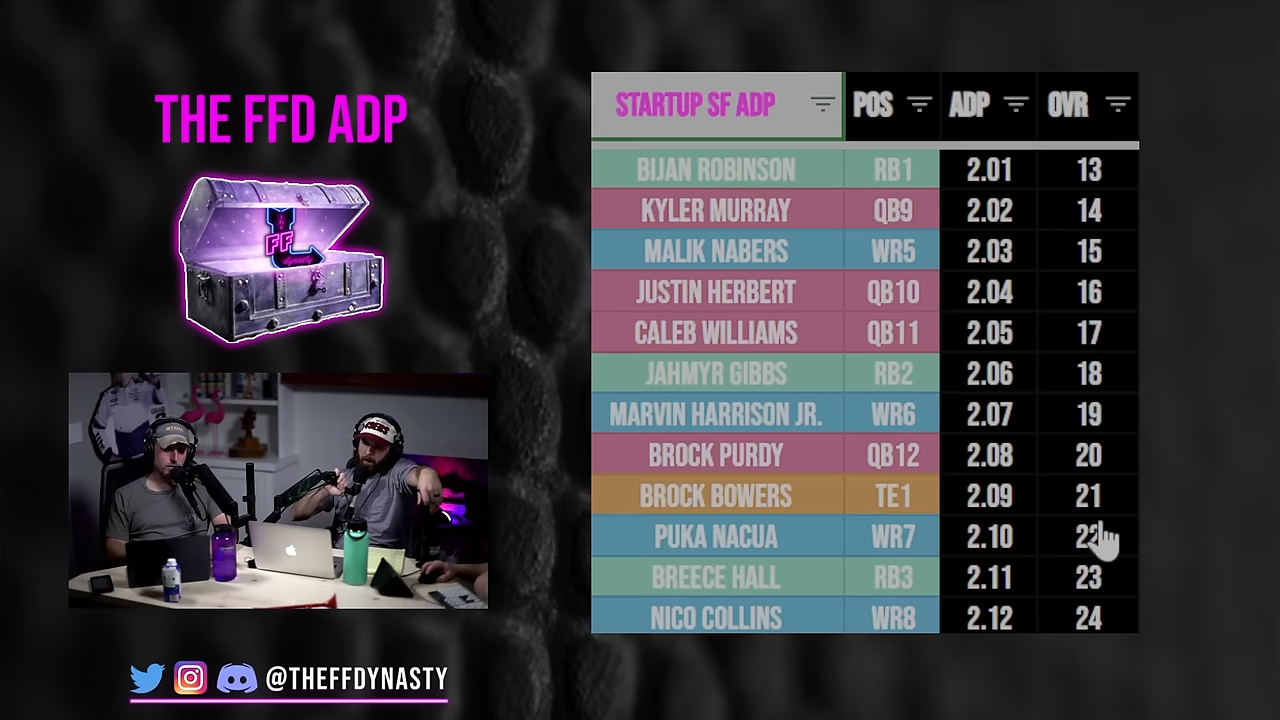 THE FFD ADP
FF
dynasty
@THEFFDYNASTY
STARTUP SF ADP POS ADP OVR
BIJAN ROBINSON RB1 2.01 13
KYLER MURRAY QB9 2.02 14
MALIK NABERS WR5 2.03 15
JUSTIN HERBERT QB10 2.04 16
CALEB WILLIAMS QB11 2.05 17
JAHMYR GIBBS RB2 2.06 18
MARVIN HARRISON JR. WR6 2.07 19
BROCK PURDY QB12 2.08 20
BROCK BOWERS TE1 2.09 21
PUKA NACUA WR7 2.10 22
BREECE HALL RB3 2.11 23
NICO COLLINS WR8 2.12 24